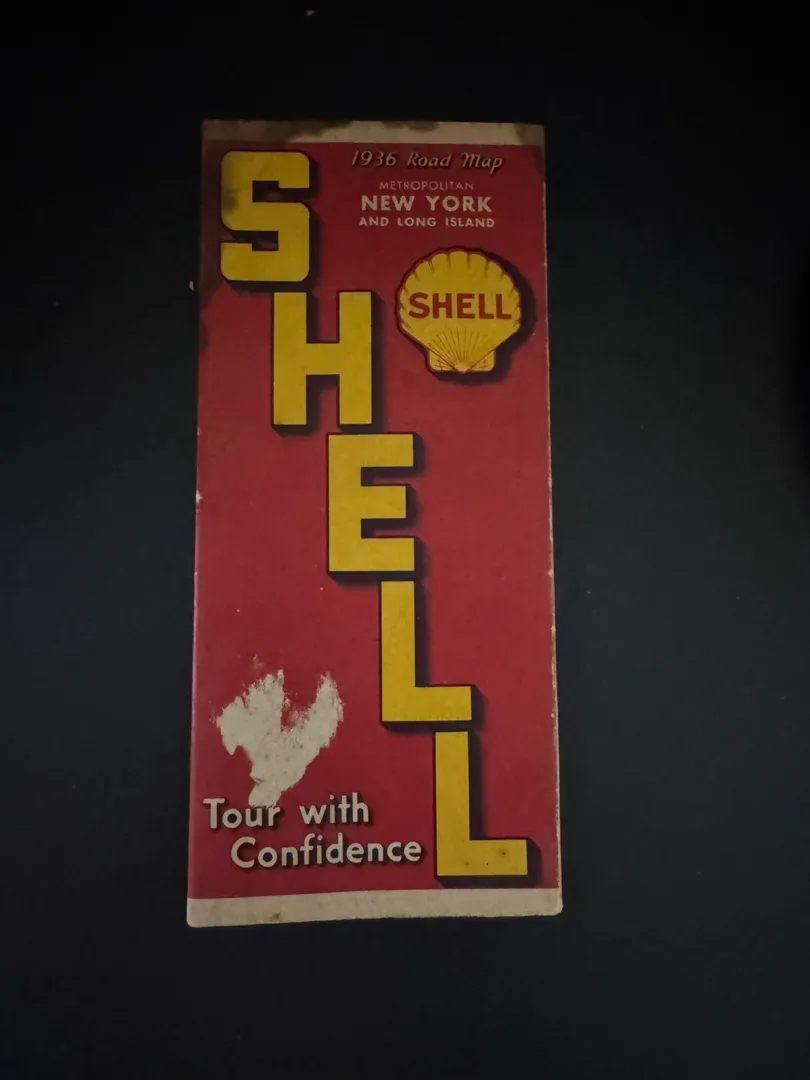 1936 Road Map
METROPOLITAN
NEW YORK
AND LONG ISLAND
SHELL
SHELL
Tour with
Confidence